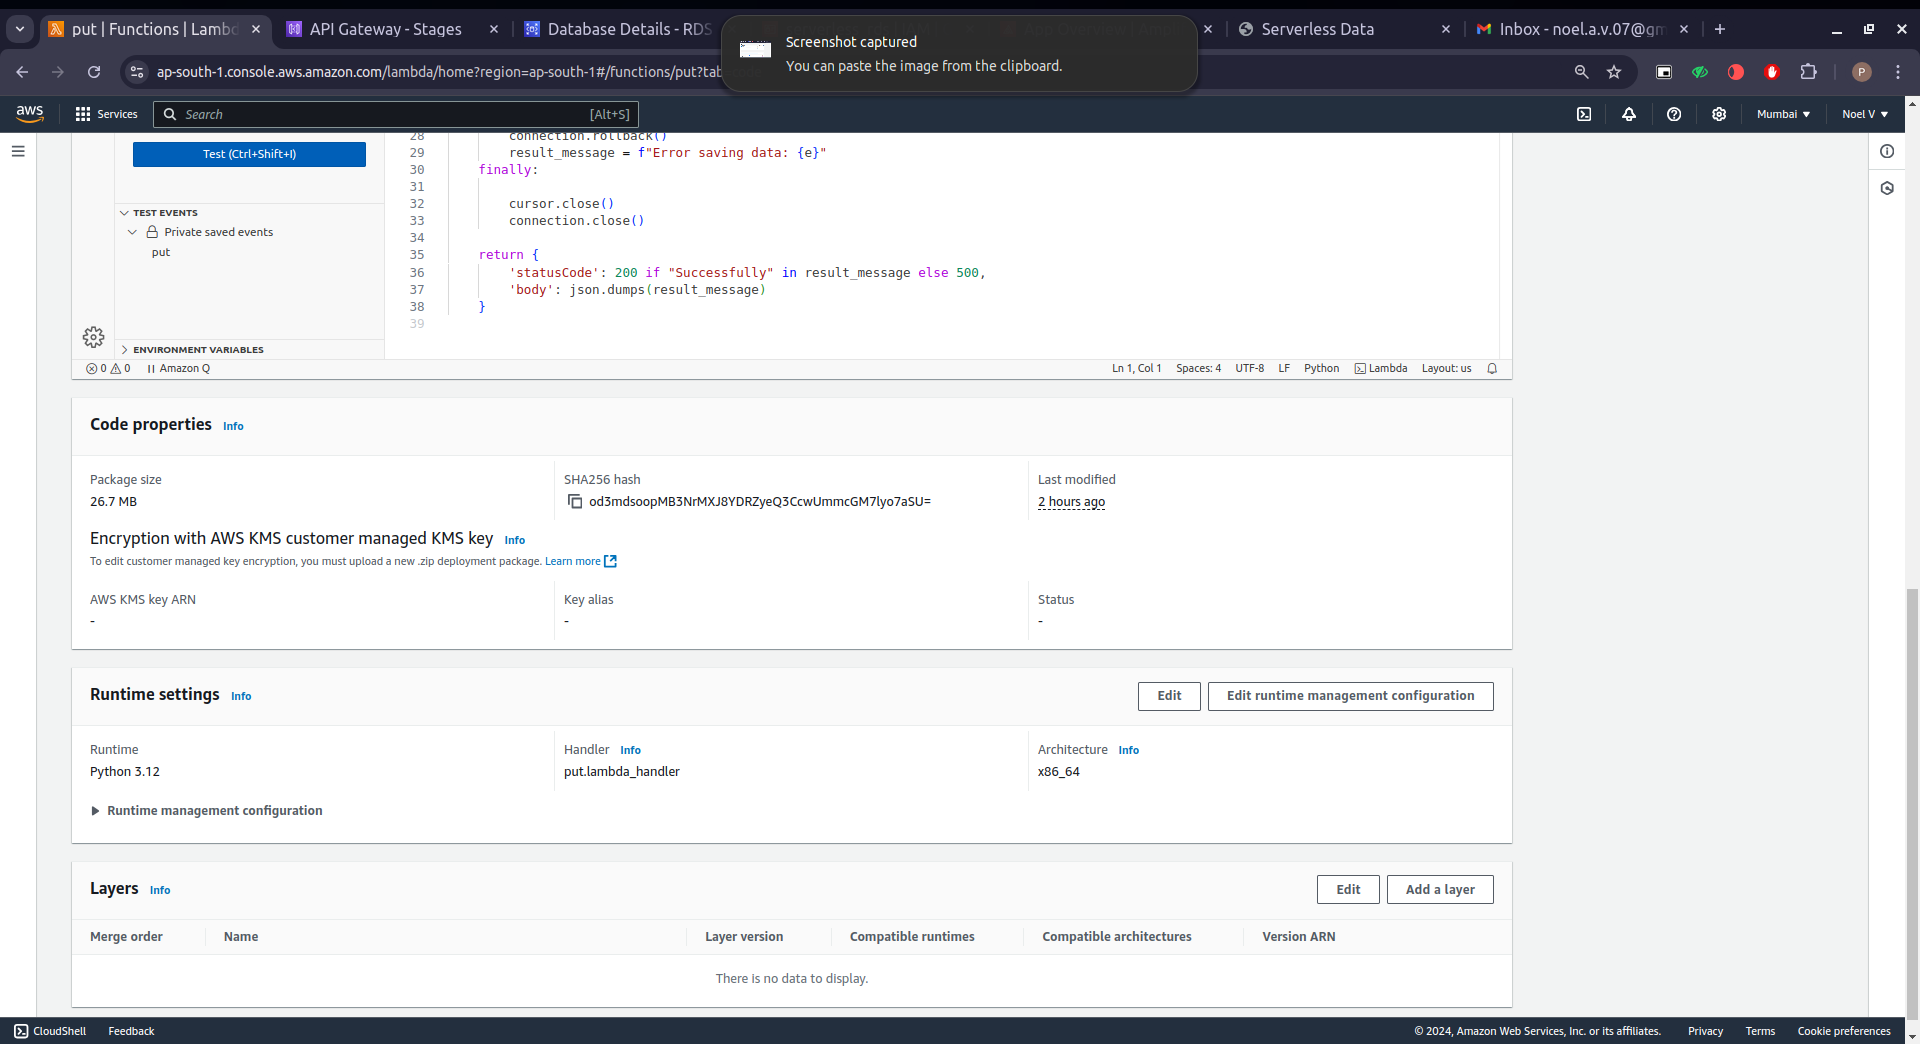 put | Functions | Lambd
API Gateway - Stages
Database Details - RDS
Serverless Data
Inbox - noel.a.v.07@gm
Screenshot captured
You can paste the image from the clipboard.
ap-south-1.console.aws.amazon.com/lambda/home?region=ap-south-1#/functions/put?tab
P
aws
Services
Search
[Alt+S]
Mumbai
Noel V
28 connection.rollback()
Test (Ctrl+Shift+I)
29 result_message = f"Error saving data: {e}"
30 finally:
31
32 cursor.close()
33 connection.close()
34
35 return {
36 'statusCode': 200 if "Successfully" in result_message else 500,
37 'body': json.dumps(result_message)
38 }
39
TEST EVENTS
Private saved events
put
ENVIRONMENT VARIABLES
0 0 Amazon Q
Ln 1, Col 1 Spaces: 4 UTF-8 LF Python Lambda Layout: us
Code properties Info
Package size
26.7 MB
SHA256 hash
od3mdsoopMB3NrMXJ8YDRZyeQ3CcwUmmcGM7lyo7aSU=
Last modified
2 hours ago
Encryption with AWS KMS customer managed KMS key Info
To edit customer managed key encryption, you must upload a new .zip deployment package. Learn more
AWS KMS key ARN
-
Key alias
-
Status
-
Runtime settings Info
Edit
Edit runtime management configuration
Runtime
Python 3.12
Handler Info
put.lambda_handler
Architecture Info
x86_64
Runtime management configuration
Layers Info
Edit
Add a layer
Merge order Name Layer version Compatible runtimes Compatible architectures Version ARN
There is no data to display.
CloudShell Feedback
© 2024, Amazon Web Services, Inc. or its affiliates. Privacy Terms Cookie preferences